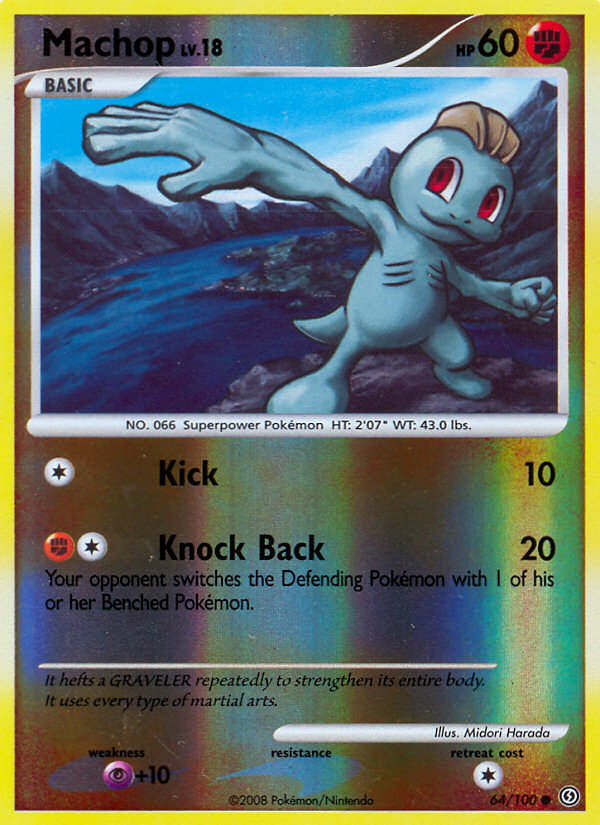 Machop LV.18 HP 60
BASIC
NO. 066 Superpower Pokémon HT: 2'07" WT: 43.0 lbs.
Kick 10
Knock Back 20
Your opponent switches the Defending Pokémon with 1 of his
or her Benched Pokémon.
It hefts a GRAVELER repeatedly to strengthen its entire body.
It uses every type of martial arts.
Illus. Midori Harada
weakness resistance retreat cost
+10
©2008 Pokémon/Nintendo 64/100